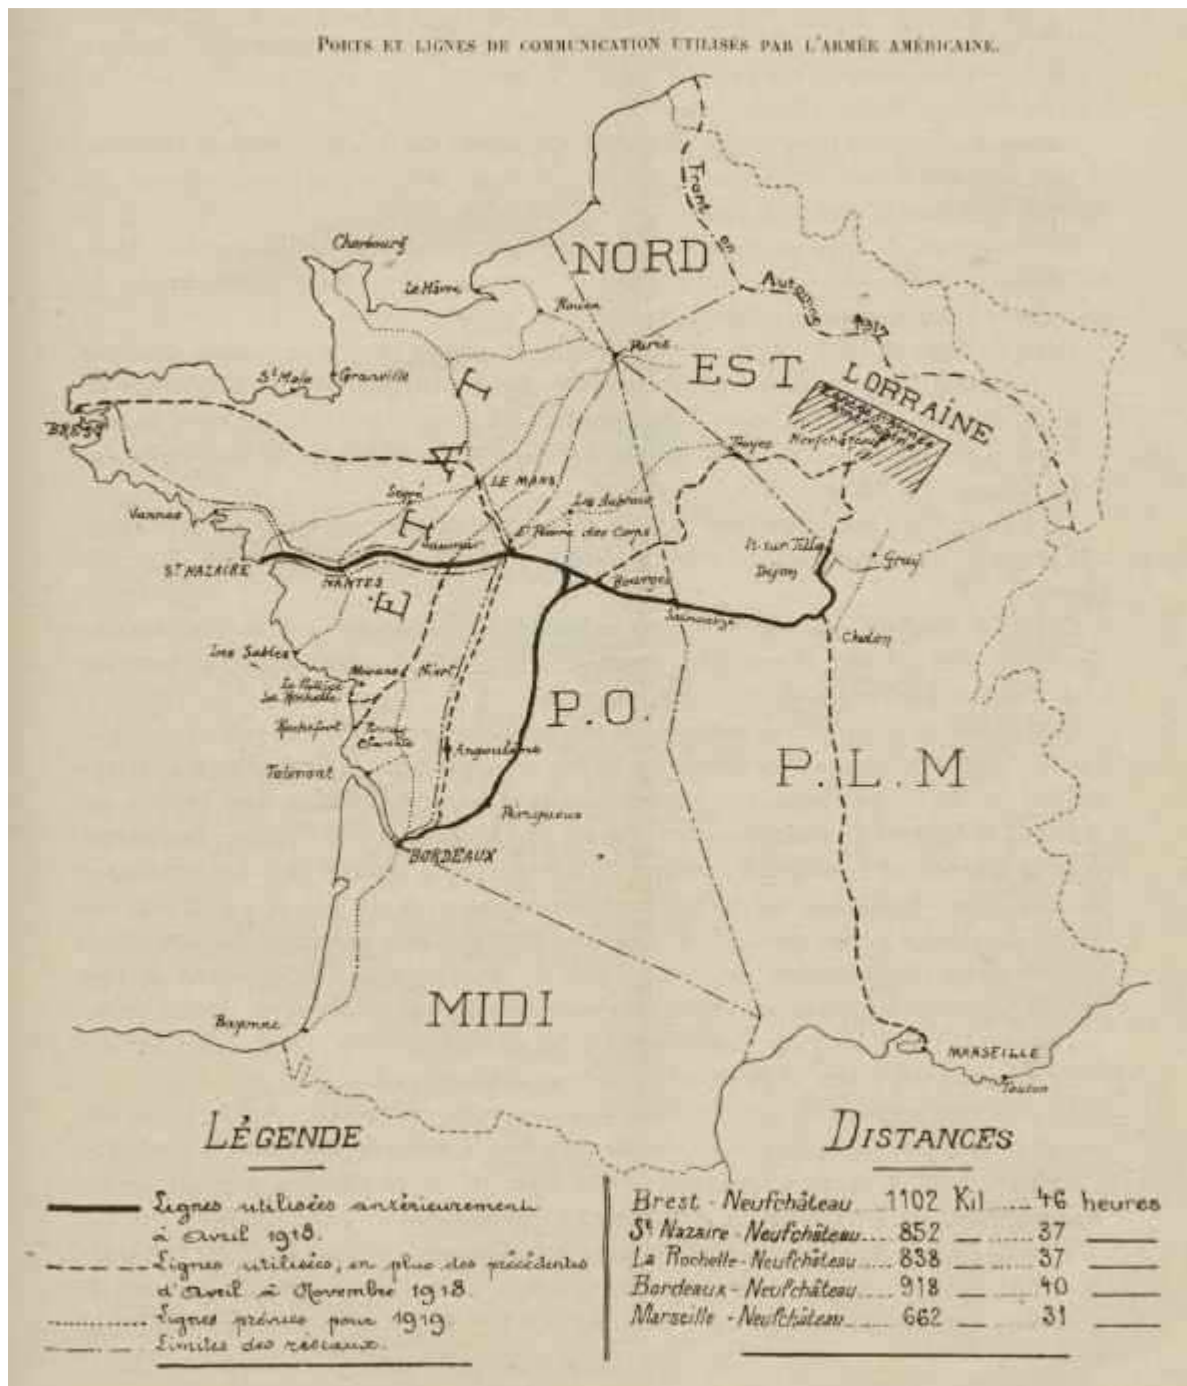 PORTS ET LIGNES DE COMMUNICATION UTILISÉS PAR L'ARMÉE AMÉRICAINE.
Front en Automne 1917
Cherbourg
NORD
Le Hâvre
Rouen
Paris
EST
LORRAINE
St Malo
Granville
BREST
Neufchâteau
Troyes
LE MANS
Segré
Les Aubrais
Vannes
St Pierre des Corps
Saumur
Is-sur-Tille
Gray
ST NAZAIRE
NANTES
Dijon
Bourges
Saincaize
ETAT
Chalon
Les Sables
Marans
Niort
La Pallice
La Rochelle
P.O.
Rochefort
Charente
Angoulême
Talmont
P.L.M
Périgueux
BORDEAUX
MIDI
Bayonne
MARSEILLE
Toulon
LÉGENDE
Lignes utilisées antérieurement
à Avril 1918.
Lignes utilisées, en plus des précédentes
d'Avril à Novembre 1918.
Lignes prévues pour 1919.
Limites des réseaux.
DISTANCES
Brest - Neufchâteau 1102 Kil .... 46 heures
St Nazaire - Neufchâteau.... 852 — ...... 37 —
La Rochelle - Neufchâteau .... 838 — ...... 37 —
Bordeaux - Neufchâteau .... 918 — ...... 40 —
Marseille - Neufchâteau ...... 662 — ...... 31 —